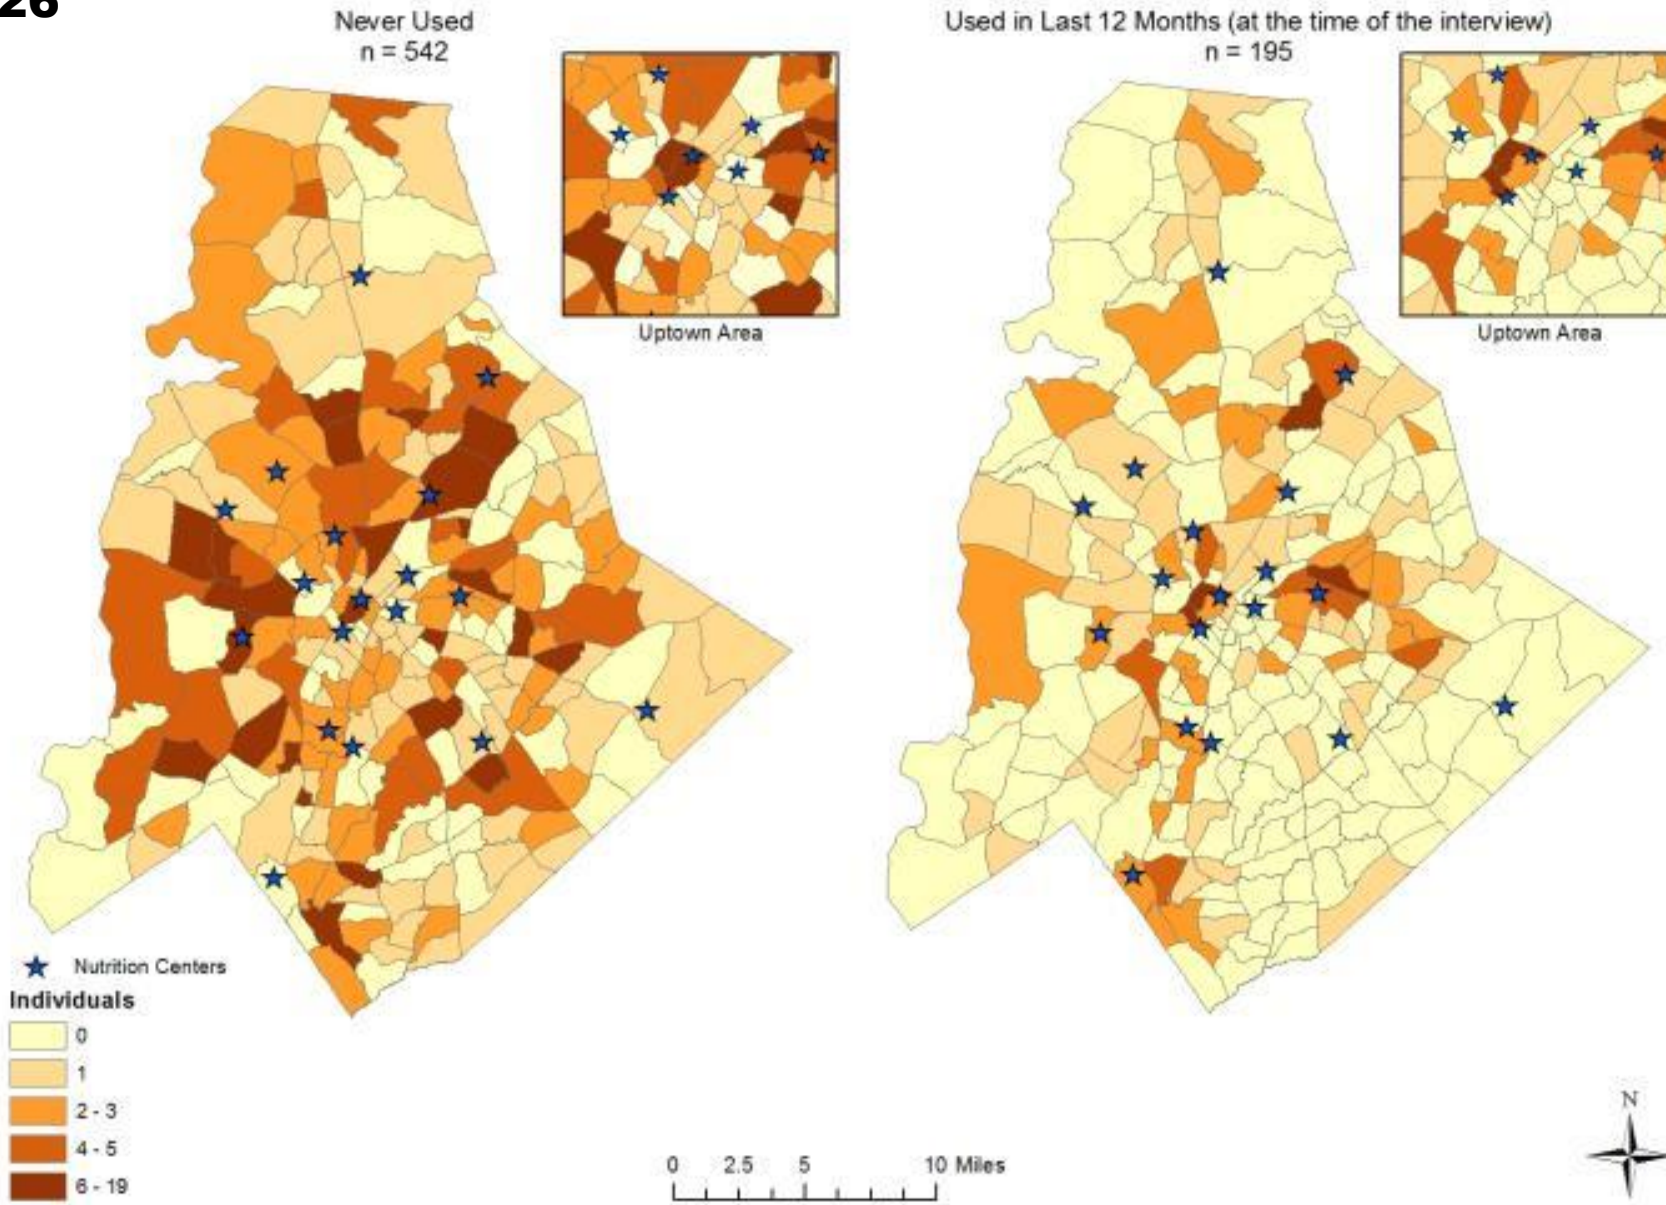 26
Never Used
n = 542
Uptown Area
Used in Last 12 Months (at the time of the interview)
n = 195
Uptown Area
Nutrition Centers
Individuals
0
1
2 - 3
4 - 5
6 - 19
0 2.5 5 10 Miles
N